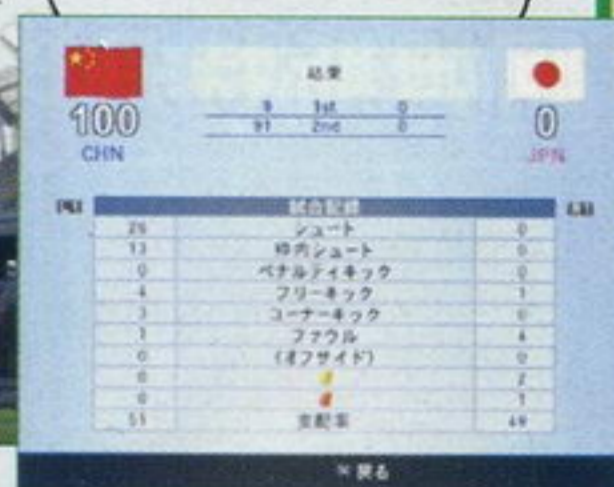 結果
100 9 1st 0 0
91 2nd 0
CHN JPN
試合記録
26 シュート 0
13 枠内シュート 0
0 ペナルティキック 0
4 フリーキック 1
3 コーナーキック 0
1 ファウル 4
0 (オフサイド) 0
0 2
0 1
51 支配率 49
戻る